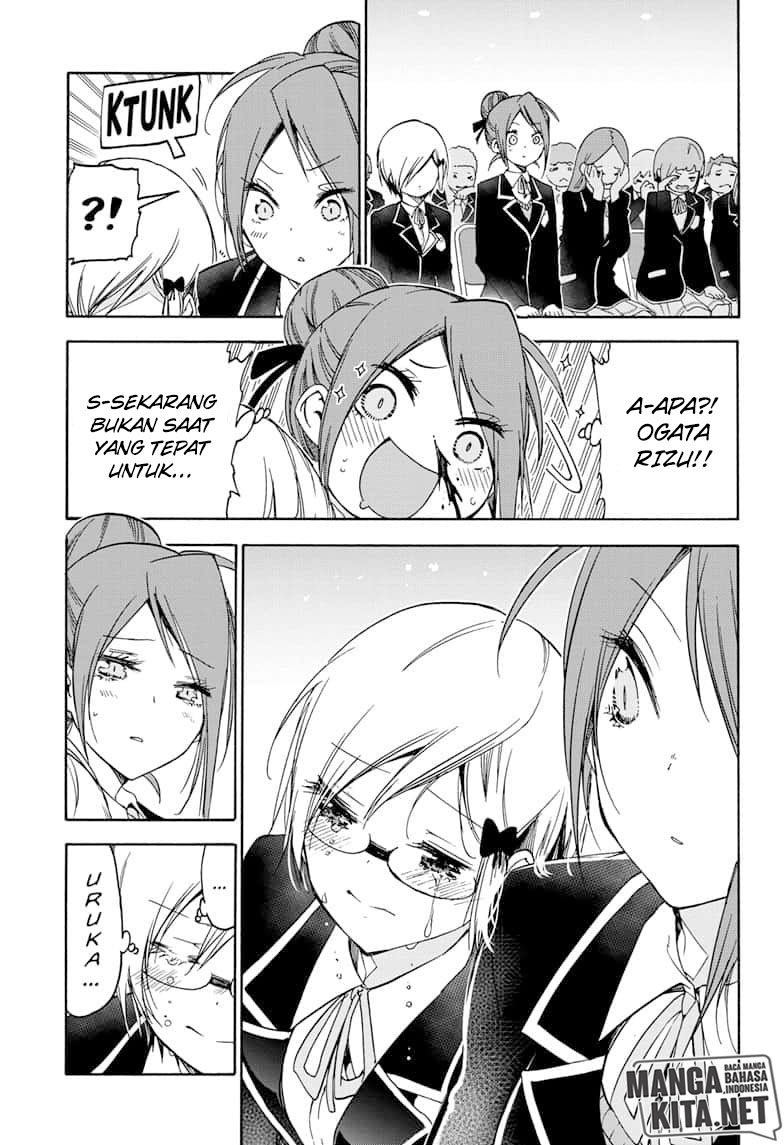 KTUNK
?!
A-APA?!
OGATA
RIZU!!
S-SEKARANG
BUKAN SAAT
YANG TEPAT
UNTUK...
...
URUKA...
MANGA
KITA.NET
BACA MANGA
BAHASA
INDONESIA